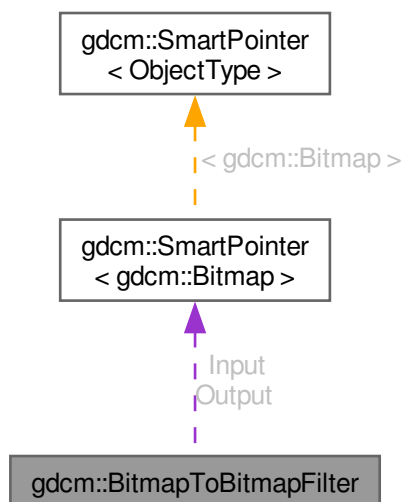 gdcm::SmartPointer
< ObjectType >
< gdcm::Bitmap >
gdcm::SmartPointer
< gdcm::Bitmap >
Input
Output
gdcm::BitmapToBitmapFilter